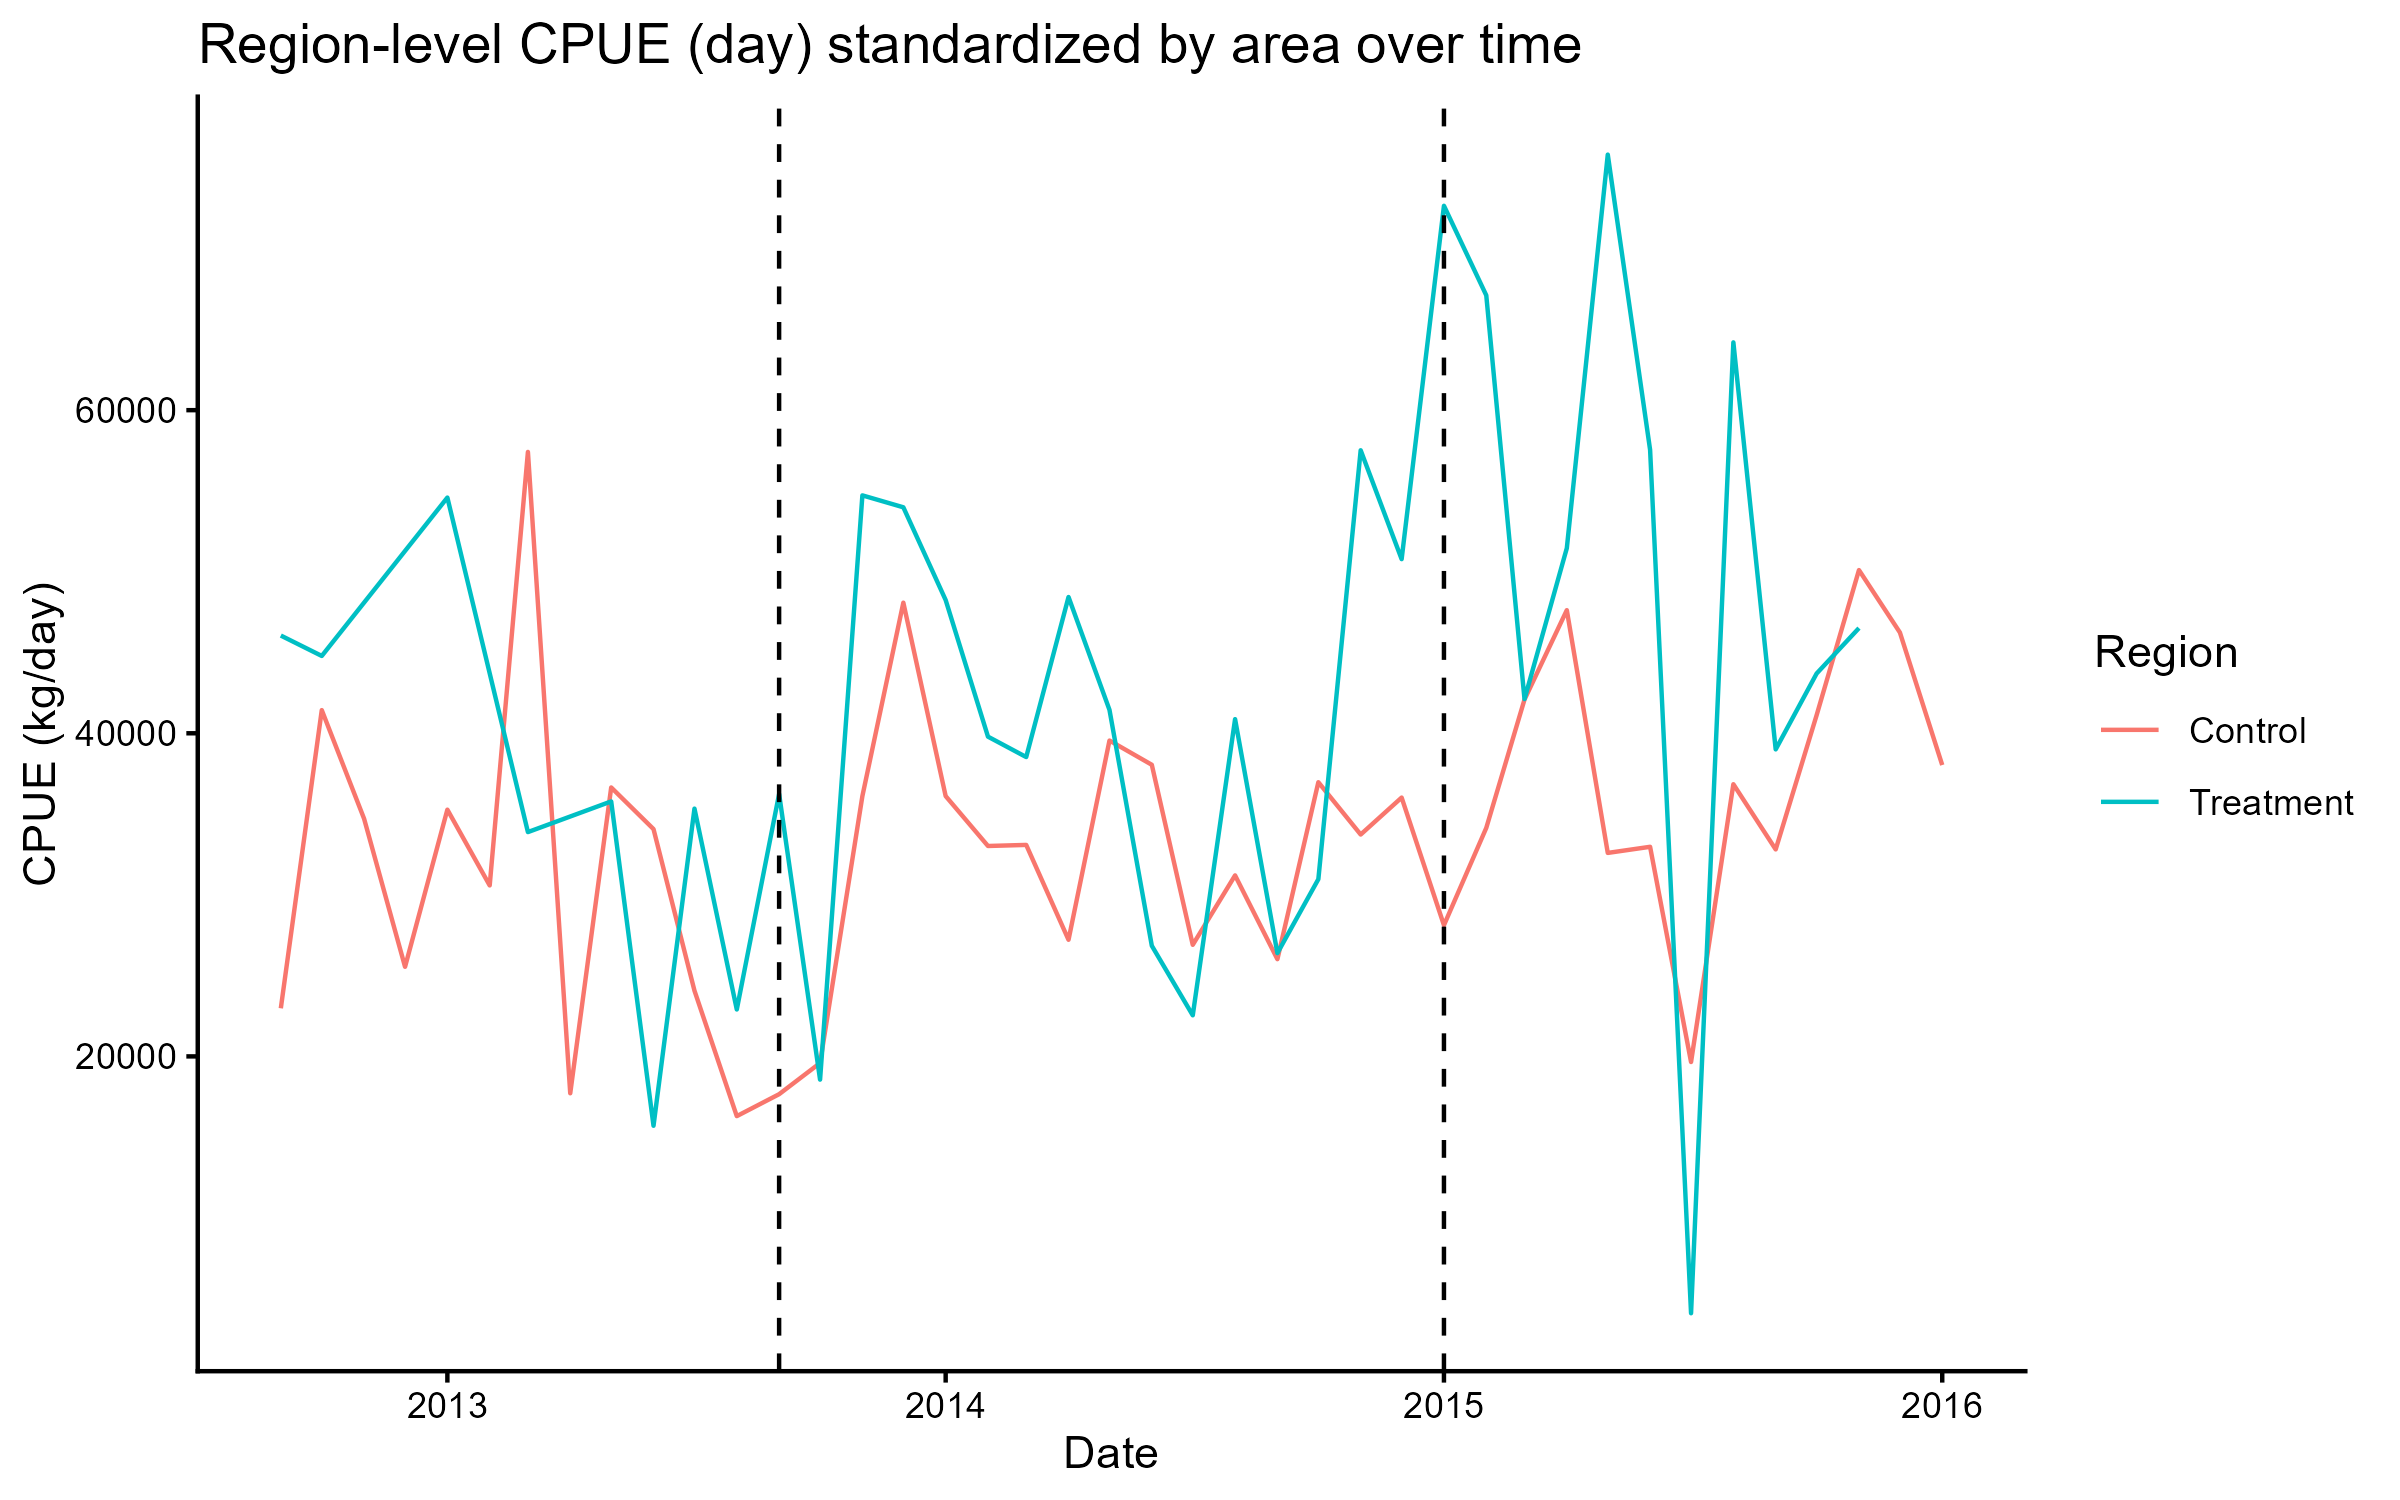 Region-level CPUE (day) standardized by area over time
CPUE (kg/day)
60000
40000
20000
2013
2014
2015
2016
Date
Region
Control
Treatment